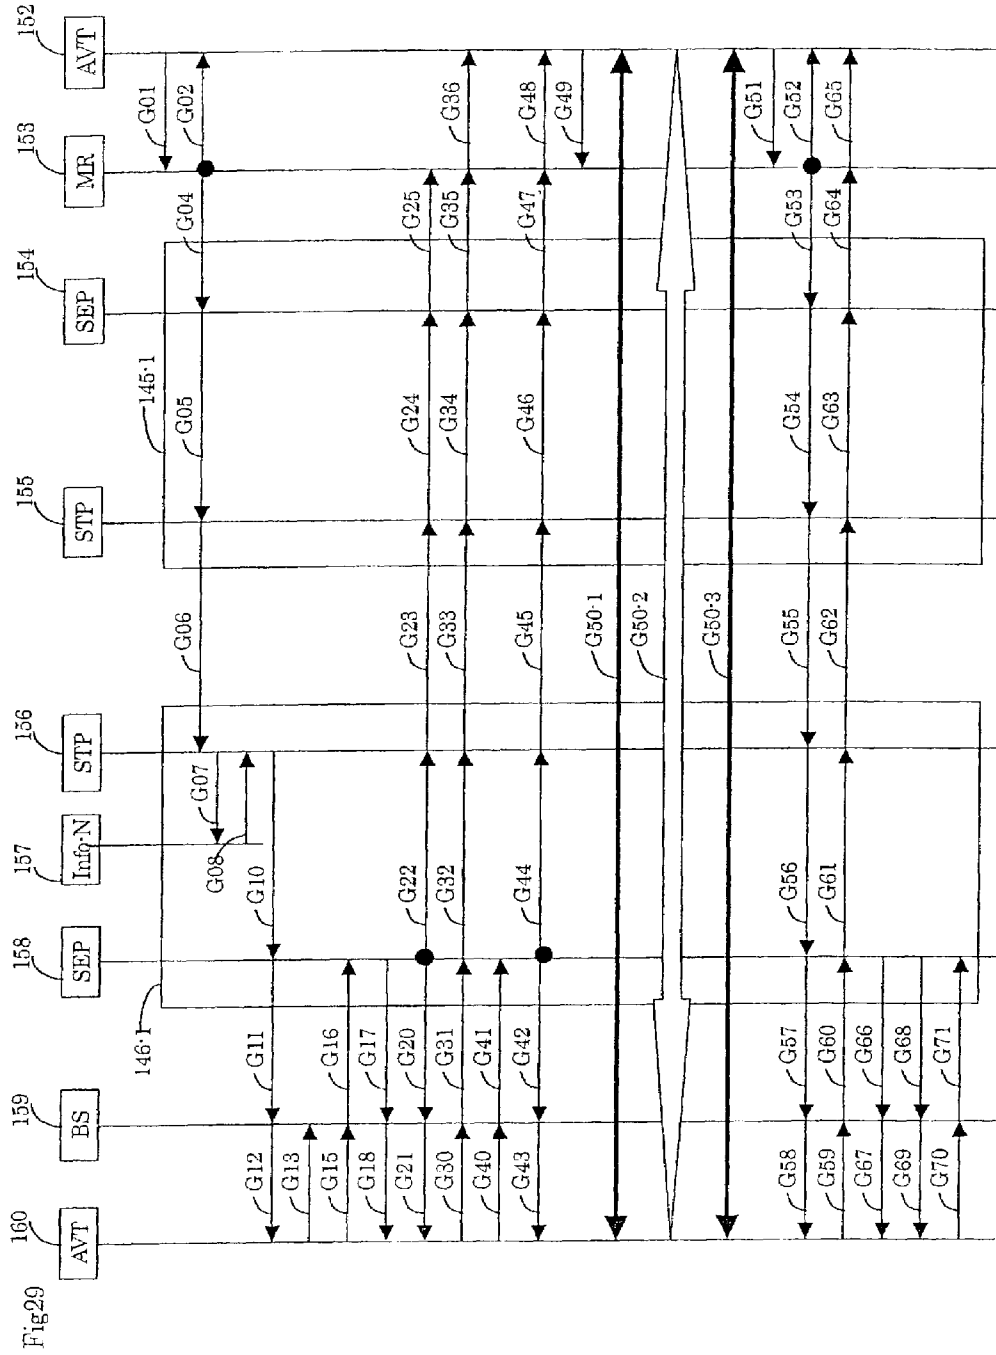 Fig29
160
159
158
157
156
155
154
153
152
AVT
BS
SEP
Info·N
STP
STP
SEP
MR
AVT
146·1
145·1
G01
G06
G05
G04
G02
G07
G08
G12
G11
G10
G13
G15
G16
G18
G17
G21
G20
G22
G23
G24
G25
G30
G31
G32
G33
G34
G35
G36
G40
G41
G43
G42
G44
G45
G46
G47
G48
G49
G50·1
G50·2
G50·3
G51
G58
G57
G56
G55
G54
G53
G52
G59
G60
G61
G62
G63
G64
G65
G67
G66
G69
G68
G70
G71